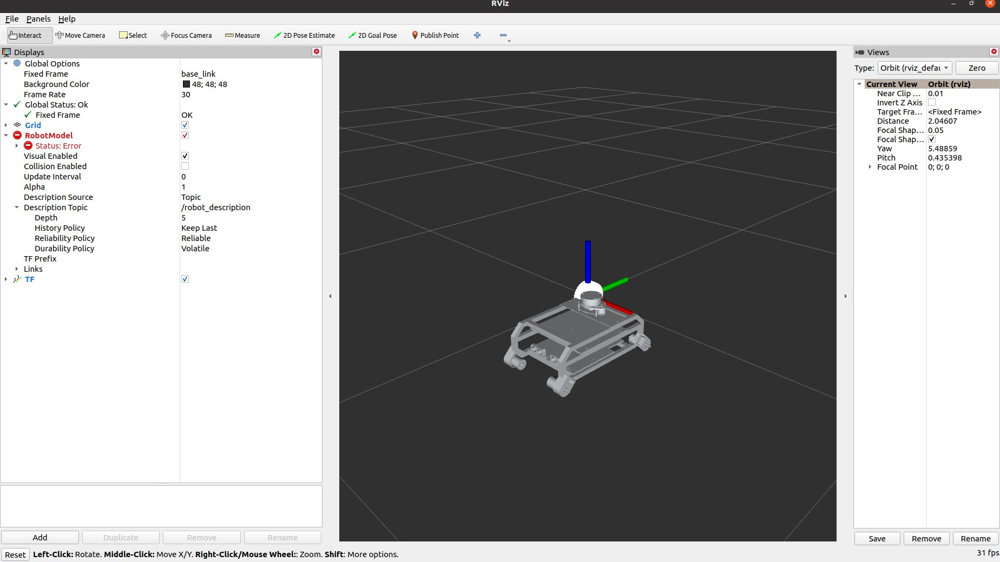 RViz
File Panels Help
Interact Move Camera Select Focus Camera Measure 2D Pose Estimate 2D Goal Pose Publish Point
Displays
Global Options
Fixed Frame base_link
Background Color 48; 48; 48
Frame Rate 30
Global Status: Ok
Fixed Frame OK
Grid
RobotModel
Status: Error
Visual Enabled
Collision Enabled
Update Interval 0
Alpha 1
Description Source Topic
Description Topic /robot_description
Depth 5
History Policy Keep Last
Reliability Policy Reliable
Durability Policy Volatile
TF Prefix
Links
TF
Add Duplicate Remove Rename
Views
Type: Orbit (rviz_defau Zero
Current View Orbit (rviz)
Near Clip ... 0.01
Invert Z Axis
Target Fra... <Fixed Frame>
Distance 2.04607
Focal Shap... 0.05
Focal Shap...
Yaw 5.48859
Pitch 0.435398
Focal Point 0; 0; 0
Save Remove Rename
Reset Left-Click: Rotate. Middle-Click: Move X/Y. Right-Click/Mouse Wheel:: Zoom. Shift: More options. 31 fps